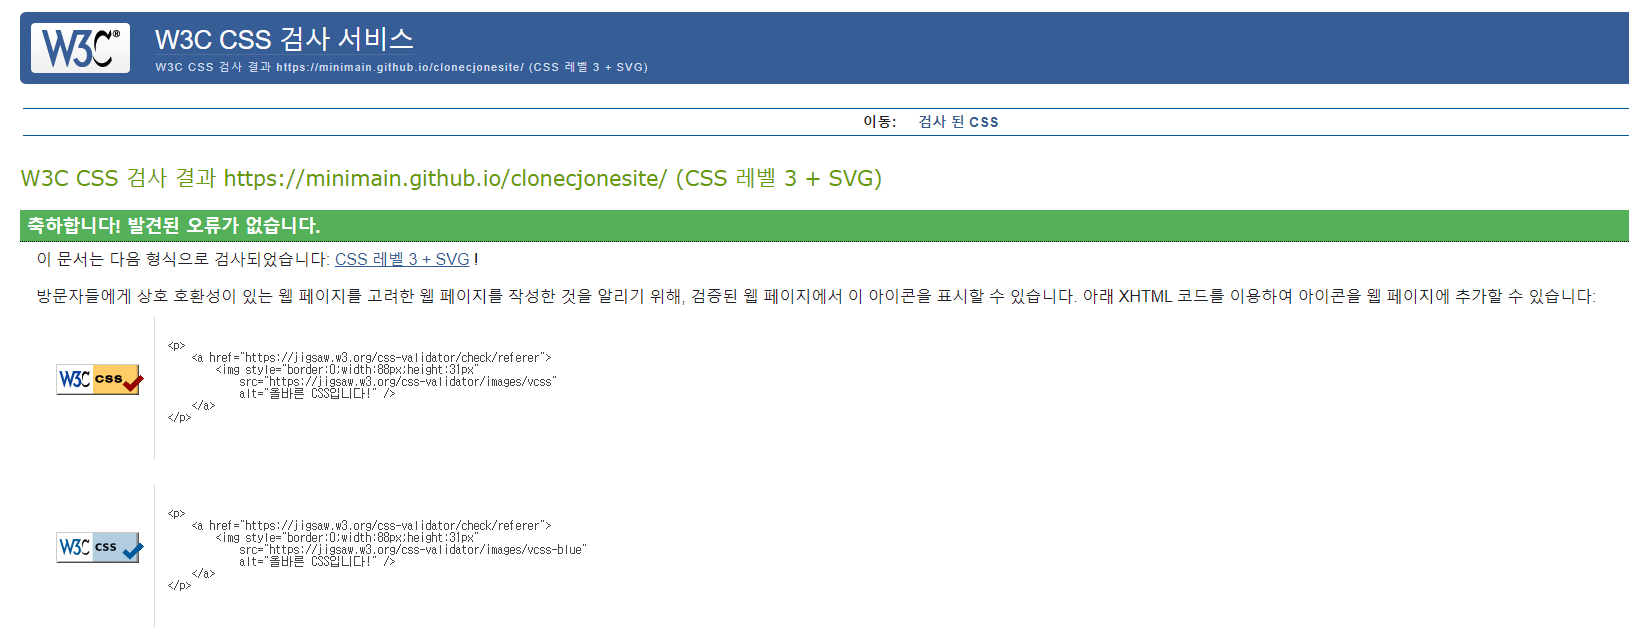 W3C®
W3C CSS 검사 서비스
W3C CSS 검사 결과 https://minimain.github.io/clonecjonesite/ (CSS 레벨 3 + SVG)
이동: 검사 된 CSS
W3C CSS 검사 결과 https://minimain.github.io/clonecjonesite/ (CSS 레벨 3 + SVG)
축하합니다! 발견된 오류가 없습니다.
이 문서는 다음 형식으로 검사되었습니다: CSS 레벨 3 + SVG !
방문자들에게 상호 호환성이 있는 웹 페이지를 고려한 웹 페이지를 작성한 것을 알리기 위해, 검증된 웹 페이지에서 이 아이콘을 표시할 수 있습니다. 아래 XHTML 코드를 이용하여 아이콘을 웹 페이지에 추가할 수 있습니다:
W3C CSS
<p>
<a href="https://jigsaw.w3.org/css-validator/check/referer">
<img style="border:0;width:88px;height:31px"
src="https://jigsaw.w3.org/css-validator/images/vcss"
alt="올바른 CSS입니다!" />
</a>
</p>
W3C CSS
<p>
<a href="https://jigsaw.w3.org/css-validator/check/referer">
<img style="border:0;width:88px;height:31px"
src="https://jigsaw.w3.org/css-validator/images/vcss-blue"
alt="올바른 CSS입니다!" />
</a>
</p>